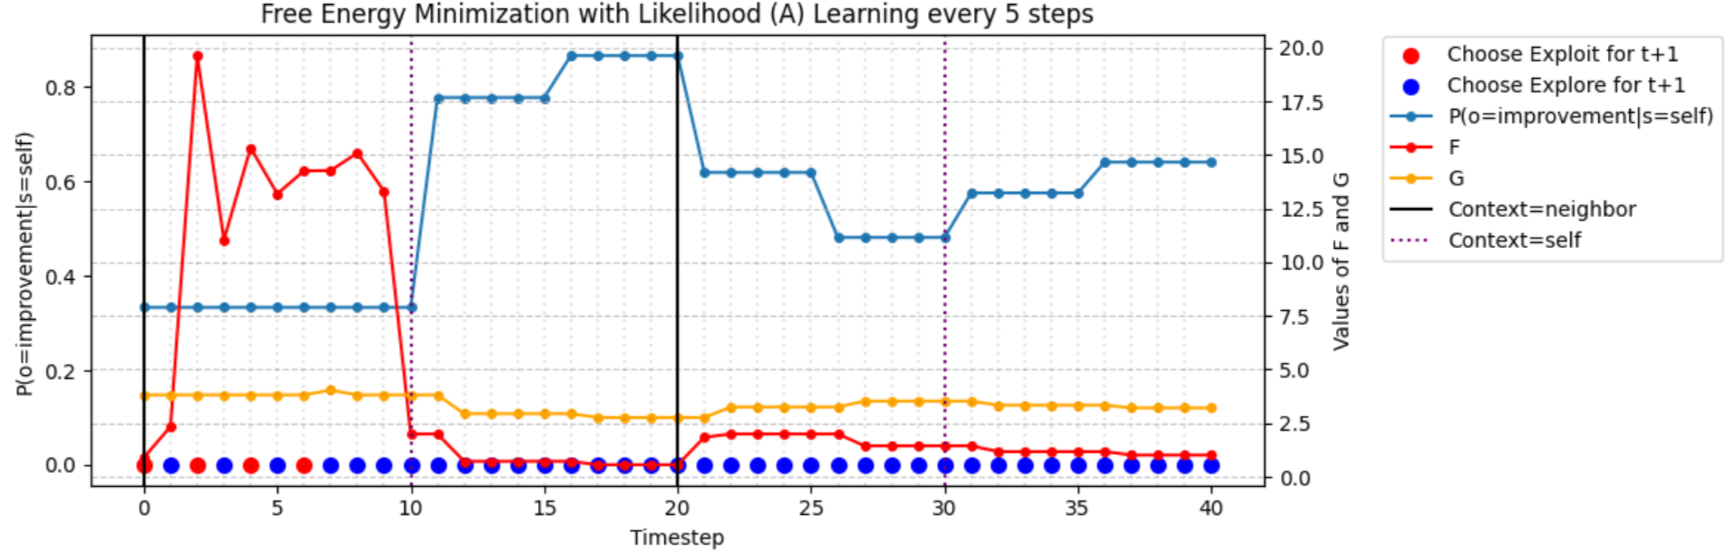 Free Energy Minimization with Likelihood (A) Learning every 5 steps
P(o=improvement|s=self)
0.8
0.6
0.4
0.2
0.0
20.0
17.5
15.0
12.5
10.0
7.5
5.0
2.5
0.0
Values of F and G
0 5 10 15 20 25 30 35 40
Timestep
Choose Exploit for t+1
Choose Explore for t+1
P(o=improvement|s=self)
F
G
Context=neighbor
Context=self